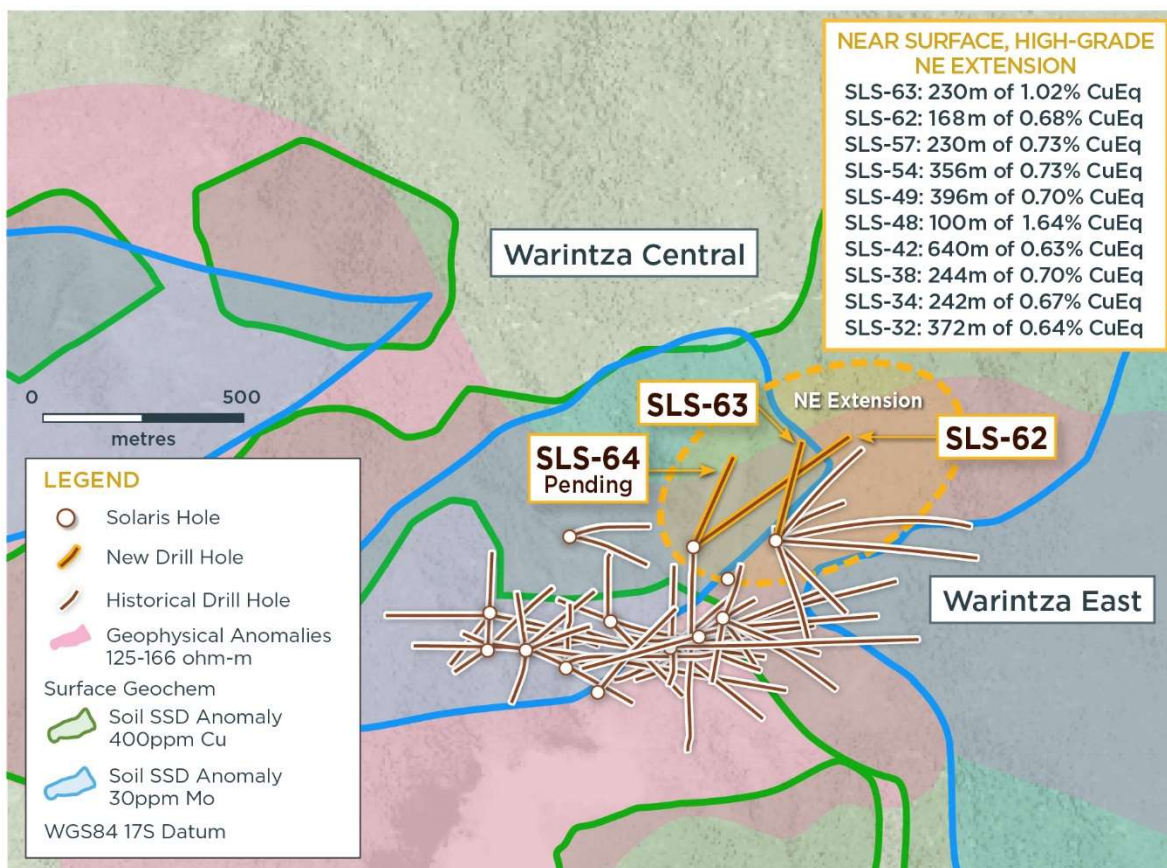 NEAR SURFACE, HIGH-GRADE
NE EXTENSION
SLS-63: 230m of 1.02% CuEq
SLS-62: 168m of 0.68% CuEq
SLS-57: 230m of 0.73% CuEq
SLS-54: 356m of 0.73% CuEq
SLS-49: 396m of 0.70% CuEq
SLS-48: 100m of 1.64% CuEq
SLS-42: 640m of 0.63% CuEq
SLS-38: 244m of 0.70% CuEq
SLS-34: 242m of 0.67% CuEq
SLS-32: 372m of 0.64% CuEq
Warintza Central
0 500
metres
NE Extension
SLS-63
SLS-62
SLS-64
Pending
Warintza East
LEGEND
Solaris Hole
New Drill Hole
Historical Drill Hole
Geophysical Anomalies
125-166 ohm-m
Surface Geochem
Soil SSD Anomaly
400ppm Cu
Soil SSD Anomaly
30ppm Mo
WGS84 17S Datum